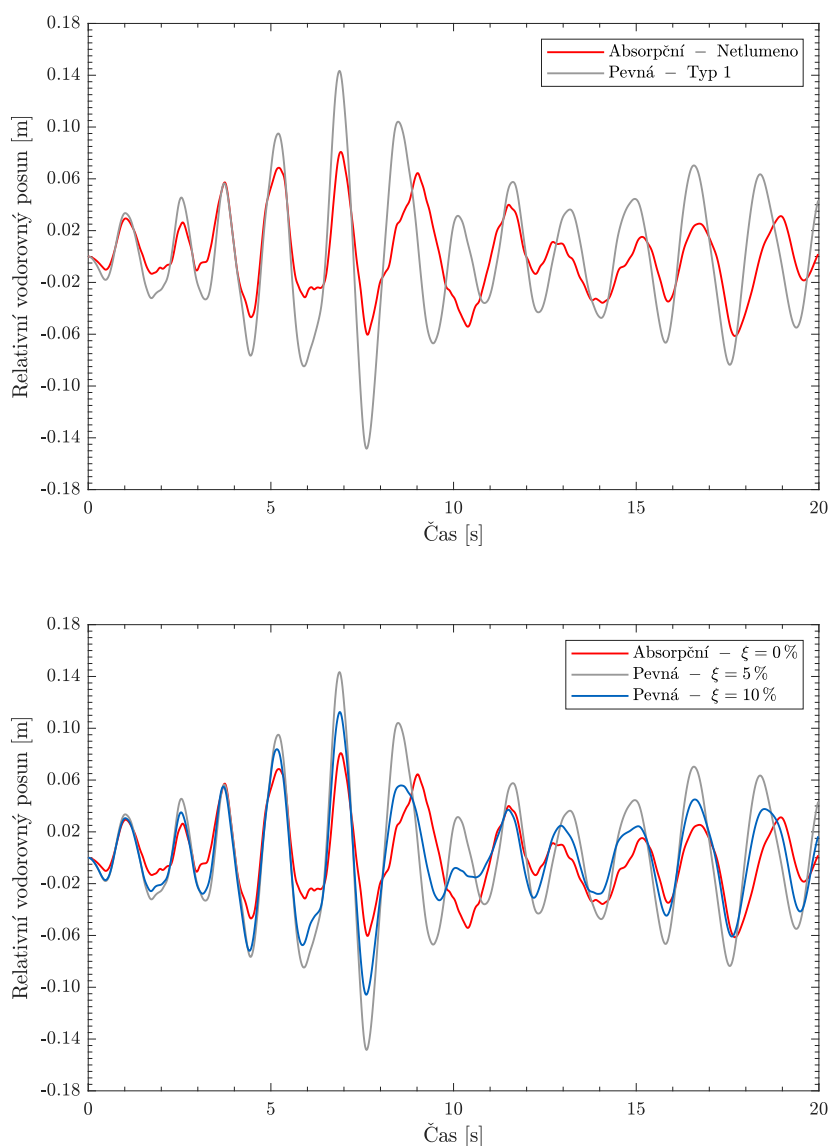 0.18
0.14
0.10
0.06
0.02
-0.02
-0.06
-0.10
-0.14
-0.18
Relativní vodorovný posun [m]
Absorpční − Netlumeno
Pevná − Typ 1
0 5 10 15 20
Čas [s]
0.18
0.14
0.10
0.06
0.02
-0.02
-0.06
-0.10
-0.14
-0.18
Relativní vodorovný posun [m]
Absorpční − ξ = 0 %
Pevná − ξ = 5 %
Pevná − ξ = 10 %
0 5 10 15 20
Čas [s]